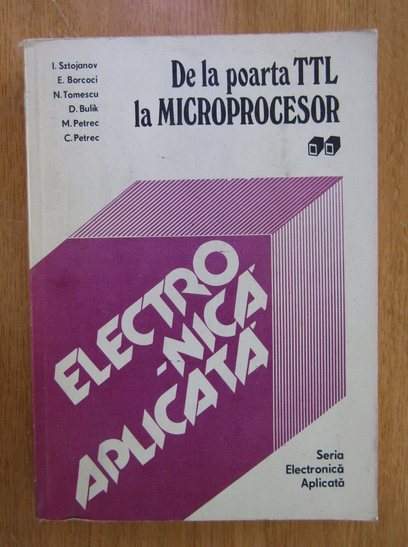 I. Sztojanov
E. Borcoci
N. Tomescu
D. Bulik
M. Petrec
C. Petrec
De la poarta TTL
la MICROPROCESOR
ELECTRO
-NICĂ
APLICATĂ
Seria
Electronică
Aplicată